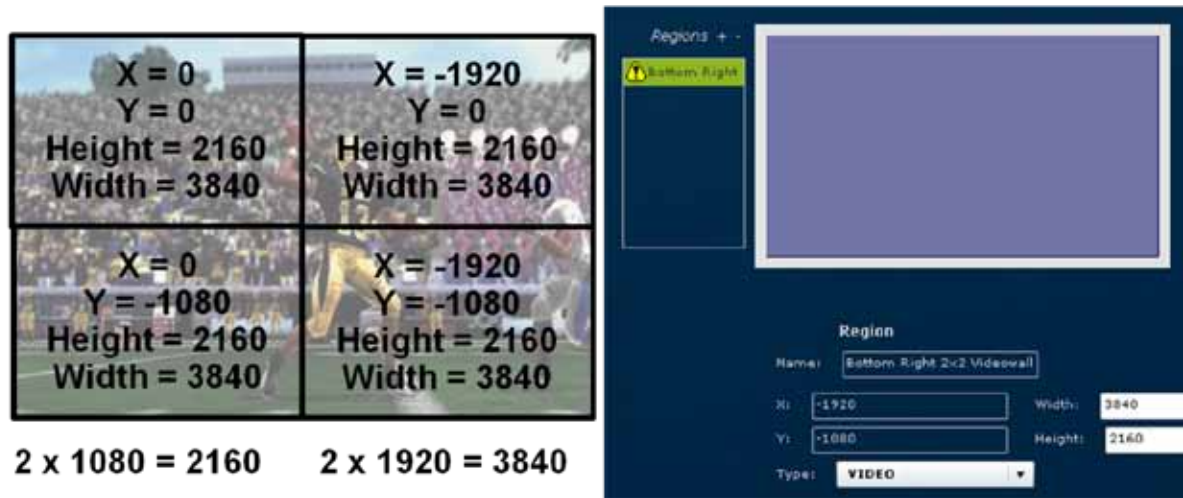 X = 0
Y = 0
Height = 2160
Width = 3840
X = -1920
Y = 0
Height = 2160
Width = 3840
X = 0
Y = -1080
Height = 2160
Width = 3840
X = -1920
Y = -1080
Height = 2160
Width = 3840
2 x 1080 = 2160
2 x 1920 = 3840
Regions + -
Bottom Right
Region
Name: Bottom Right 2x2 Videowall
X: -1920
Width: 3840
Y: -1080
Height: 2160
Type: VIDEO